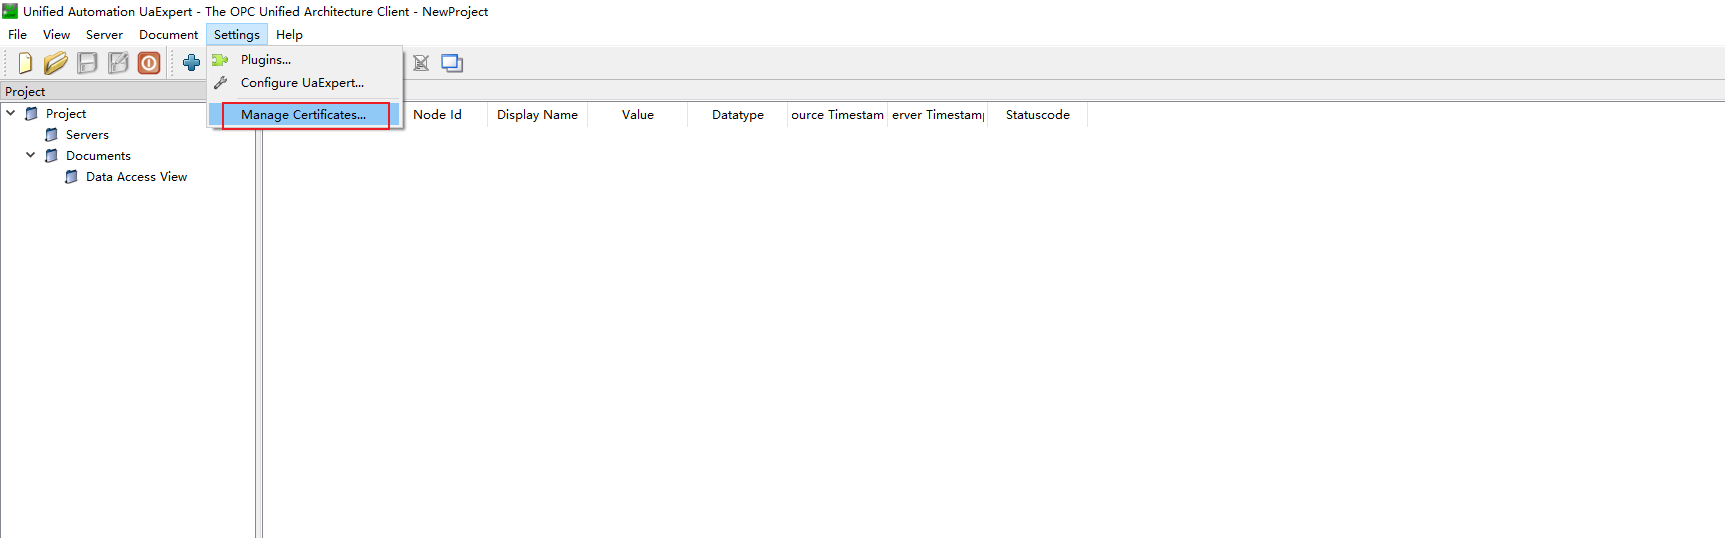 Unified Automation UaExpert - The OPC Unified Architecture Client - NewProject
File View Server Document Settings Help
Plugins...
Configure UaExpert...
Manage Certificates...
Project
Project
Servers
Documents
Data Access View
Node Id Display Name Value Datatype ource Timestam erver Timestam Statuscode